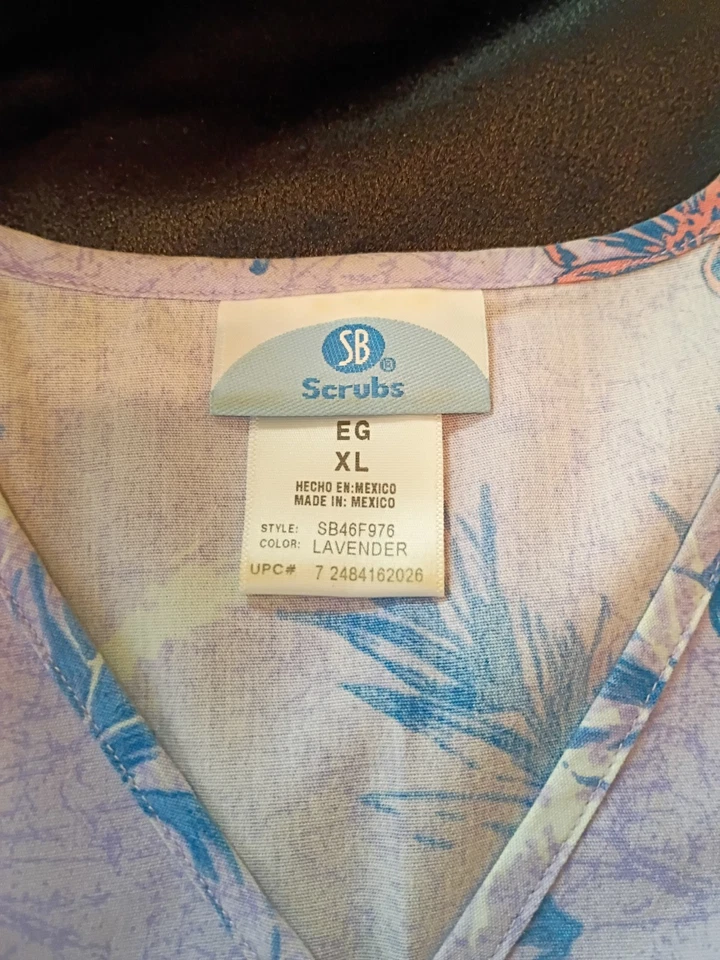 SB®
Scrubs
EG
XL
HECHO EN:MEXICO
MADE IN: MEXICO
STYLE: SB46F976
COLOR: LAVENDER
UPC# 7 2484162026